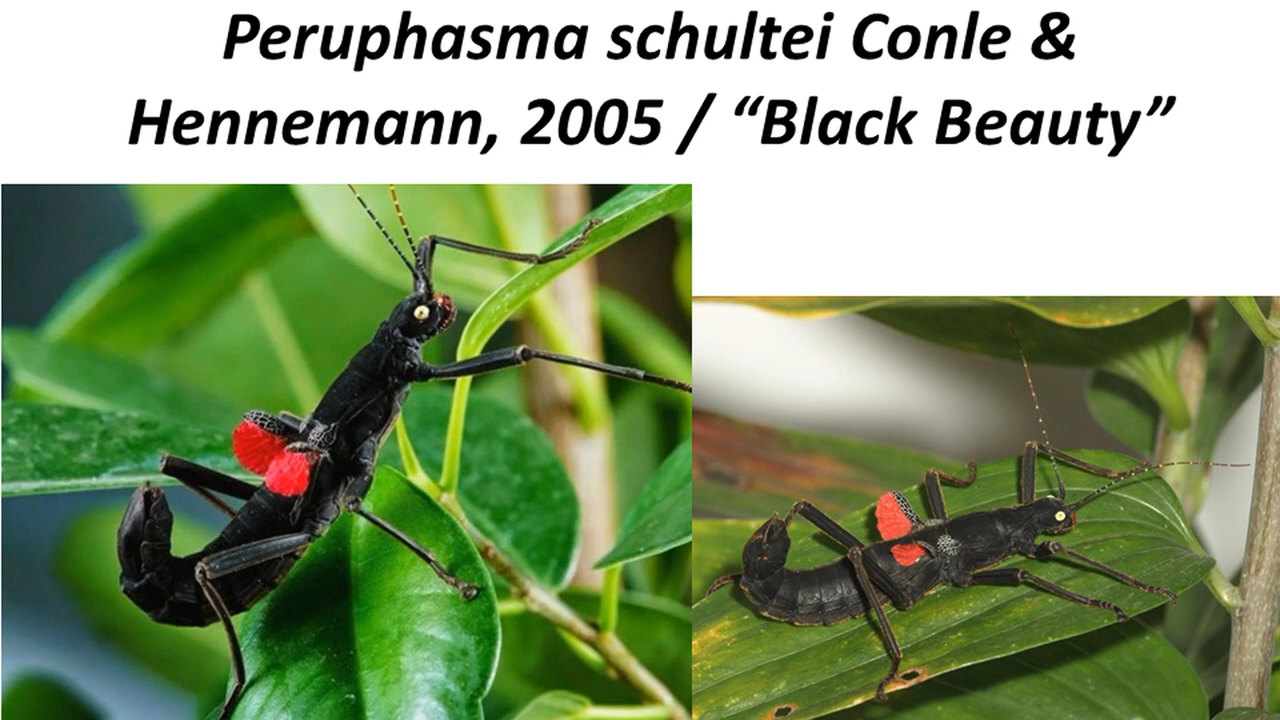 Peruphasma schultei Conle &
Hennemann, 2005 / “Black Beauty”